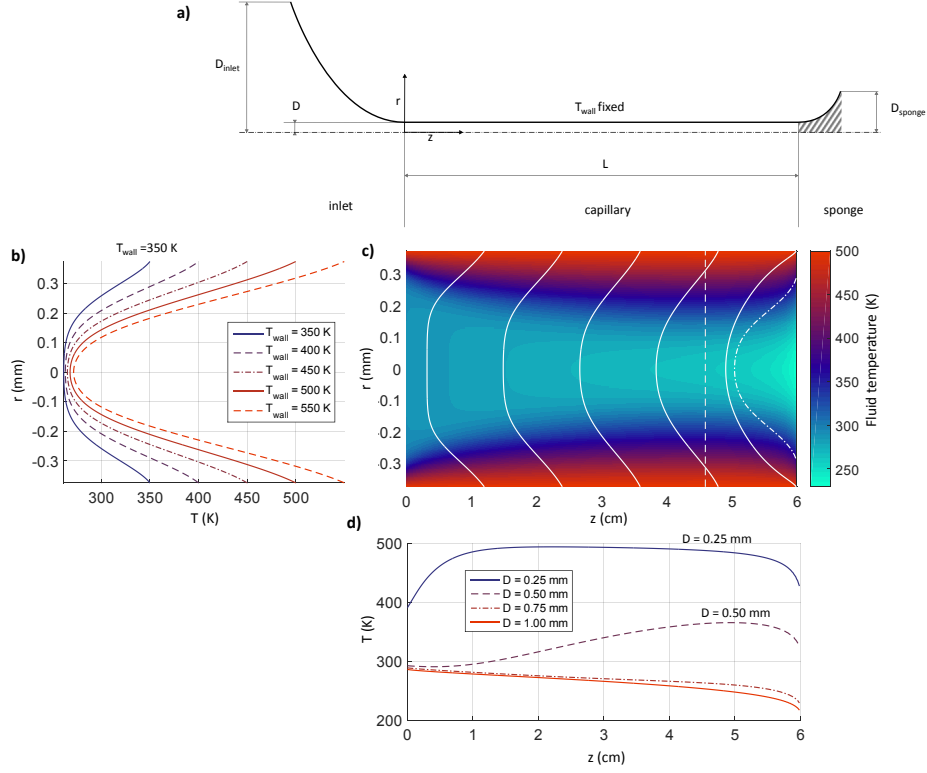 a)
D_inlet
D
r
z
T_wall fixed
D_sponge
L
inlet
capillary
sponge
b)
T_wall =350 K
0.3
0.2
0.1
0
-0.1
-0.2
-0.3
r (mm)
T_wall = 350 K
T_wall = 400 K
T_wall = 450 K
T_wall = 500 K
T_wall = 550 K
300
400
450
500
T (K)
c)
0.3
0.2
0.1
0
-0.1
-0.2
-0.3
r (mm)
0
1
2
3
4
5
6
z (cm)
500
450
400
350
300
250
Fluid temperature (K)
d)
D = 0.25 mm
D = 0.50 mm
500
400
300
200
T (K)
D = 0.25 mm
D = 0.50 mm
D = 0.75 mm
D = 1.00 mm
0
1
2
3
4
5
6
z (cm)